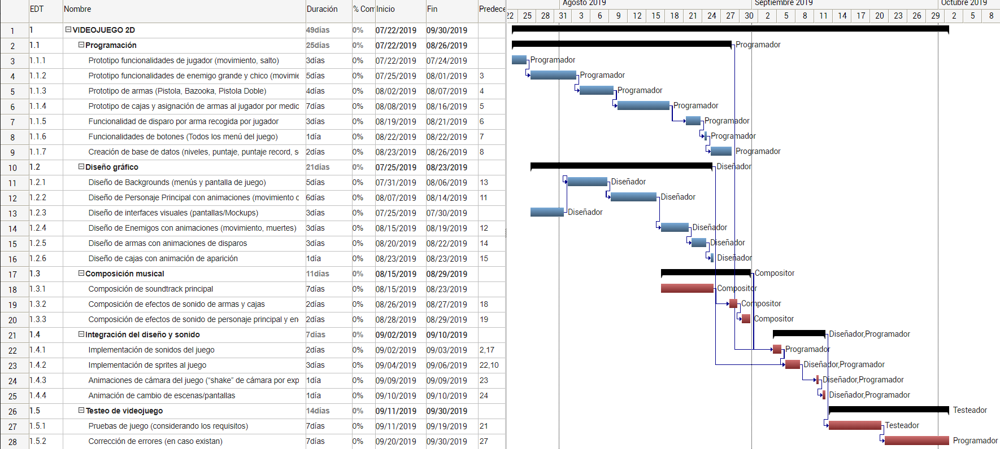 EDT Nombre Duración % Com Inicio Fin Predece
Agosto 2019 Septiembre 2019 Octubre 2019
22 25 28 31 3 6 9 12 15 18 21 24 27 30 2 5 8 11 14 17 20 23 26 29 2 5 8
1 1 VIDEOJUEGO 2D 49días 0% 07/22/2019 09/30/2019
2 1.1 Programación 25días 0% 07/22/2019 08/26/2019 Programador
3 1.1.1 Prototipo funcionalidades de jugador (movimiento, salto) 3días 0% 07/22/2019 07/24/2019 Programador
4 1.1.2 Prototipo funcionalidades de enemigo grande y chico (movimie 5días 0% 07/25/2019 08/01/2019 3 Programador
5 1.1.3 Prototipo de armas (Pistola, Bazooka, Pistola Doble) 4días 0% 08/02/2019 08/07/2019 4 Programador
6 1.1.4 Prototipo de cajas y asignación de armas al jugador por medic 7días 0% 08/08/2019 08/16/2019 5 Programador
7 1.1.5 Funcionalidad de disparo por arma recogida por jugador 3días 0% 08/19/2019 08/21/2019 6 Programador
8 1.1.6 Funcionalidades de botones (Todos los menú del juego) 1día 0% 08/22/2019 08/22/2019 7 Programador
9 1.1.7 Creación de base de datos (niveles, puntaje, puntaje record, s 2días 0% 08/23/2019 08/26/2019 8 Programador
10 1.2 Diseño gráfico 21días 0% 07/25/2019 08/23/2019 Diseñador
11 1.2.1 Diseño de Backgrounds (menús y pantalla de juego) 5días 0% 07/31/2019 08/06/2019 13 Diseñador
12 1.2.2 Diseño de Personaje Principal con animaciones (movimiento c 6días 0% 08/07/2019 08/14/2019 11 Diseñador
13 1.2.3 Diseño de interfaces visuales (pantallas/Mockups) 3días 0% 07/25/2019 07/30/2019 Diseñador
14 1.2.4 Diseño de Enemigos con animaciones (movimiento, muertes) 3días 0% 08/15/2019 08/19/2019 12 Diseñador
15 1.2.5 Diseño de armas con animaciones de disparos 3días 0% 08/20/2019 08/22/2019 14 Diseñador
16 1.2.6 Diseño de cajas con animación de aparición 1día 0% 08/23/2019 08/23/2019 15 Diseñador
17 1.3 Composición musical 11días 0% 08/15/2019 08/29/2019 Compositor
18 1.3.1 Composición de soundtrack principal 7días 0% 08/15/2019 08/23/2019 Compositor
19 1.3.2 Composición de efectos de sonido de armas y cajas 2días 0% 08/26/2019 08/27/2019 18 Compositor
20 1.3.3 Composición de efectos de sonido de personaje principal y en 2días 0% 08/28/2019 08/29/2019 19 Compositor
21 1.4 Integración del diseño y sonido 7días 0% 09/02/2019 09/10/2019 Diseñador,Programador
22 1.4.1 Implementación de sonidos del juego 2días 0% 09/02/2019 09/03/2019 2,17 Programador
23 1.4.2 Implementación de sprites al juego 3días 0% 09/04/2019 09/06/2019 22,10 Diseñador,Programador
24 1.4.3 Animaciones de cámara del juego (“shake” de cámara por exp 1día 0% 09/09/2019 09/09/2019 23 Diseñador,Programador
25 1.4.4 Animación de cambio de escenas/pantallas 1día 0% 09/10/2019 09/10/2019 24 Diseñador,Programador
26 1.5 Testeo de videojuego 14días 0% 09/11/2019 09/30/2019 Testeador
27 1.5.1 Pruebas de juego (considerando los requisitos) 7días 0% 09/11/2019 09/19/2019 21 Testeador
28 1.5.2 Corrección de errores (en caso existan) 7días 0% 09/20/2019 09/30/2019 27 Programador